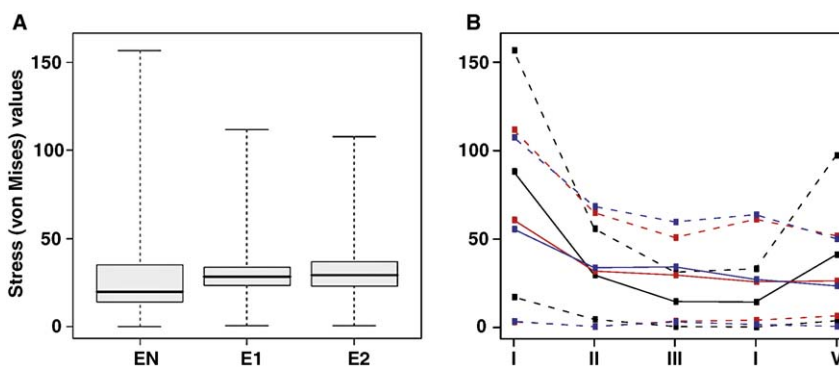 A
B
Stress (von Mises) values
150
100
50
0
EN E1 E2
150
100
50
0
I II III I V